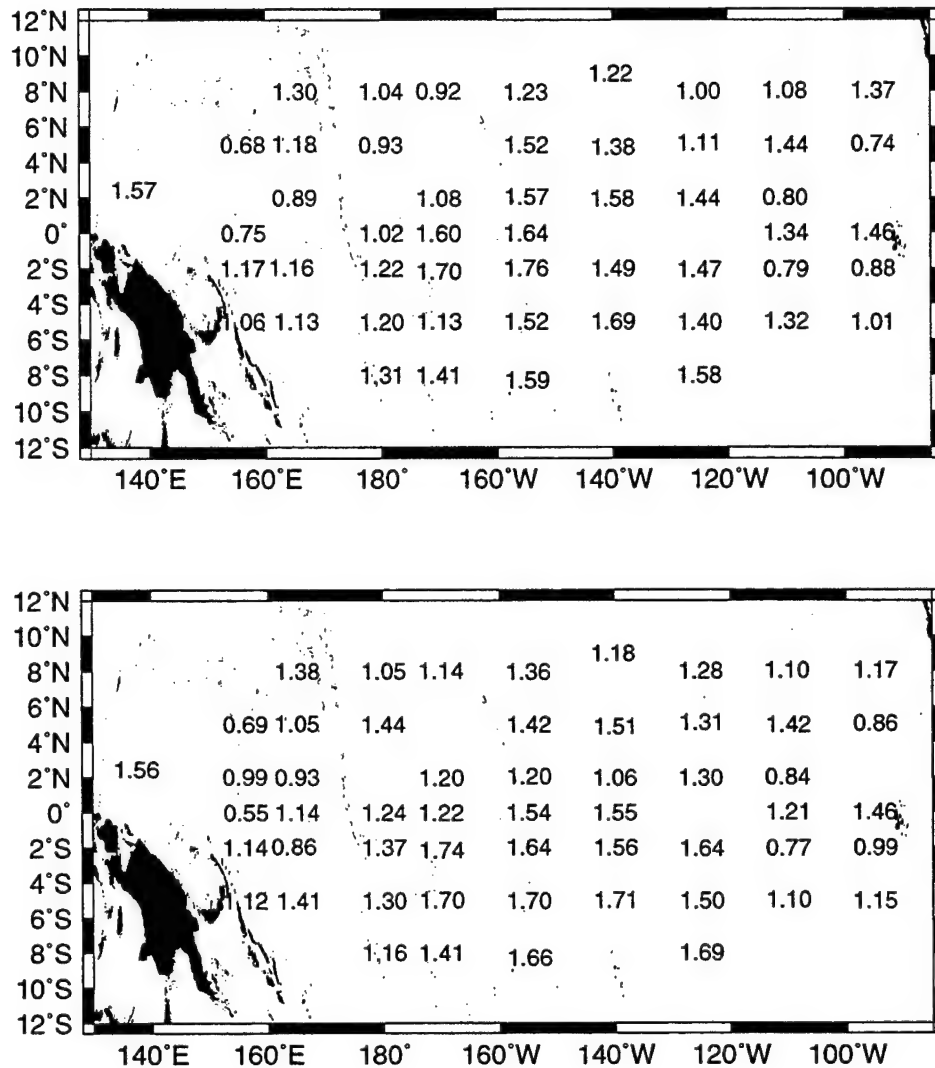 12°N
10°N 1.22
8°N 1.30 1.04 0.92 1.23 1.00 1.08 1.37
6°N
0.68 1.18 0.93 1.52 1.38 1.11 1.44 0.74
4°N
1.57
2°N 0.89 1.08 1.57 1.58 1.44 0.80
0° 0.75 1.02 1.60 1.64 1.34 1.46
2°S 1.17 1.16 1.22 1.70 1.76 1.49 1.47 0.79 0.88
4°S
1.06 1.13 1.20 1.13 1.52 1.69 1.40 1.32 1.01
6°S
8°S 1.31 1.41 1.59 1.58
10°S
12°S
140°E 160°E 180° 160°W 140°W 120°W 100°W
12°N
10°N 1.18
8°N 1.38 1.05 1.14 1.36 1.28 1.10 1.17
6°N
0.69 1.05 1.44 1.42 1.51 1.31 1.42 0.86
4°N
1.56
2°N 0.99 0.93 1.20 1.20 1.06 1.30 0.84
0° 0.55 1.14 1.24 1.22 1.54 1.55 1.21 1.46
2°S 1.14 0.86 1.37 1.74 1.64 1.56 1.64 0.77 0.99
4°S
1.12 1.41 1.30 1.70 1.70 1.71 1.50 1.10 1.15
6°S
8°S 1.16 1.41 1.66 1.69
10°S
12°S
140°E 160°E 180° 160°W 140°W 120°W 100°W